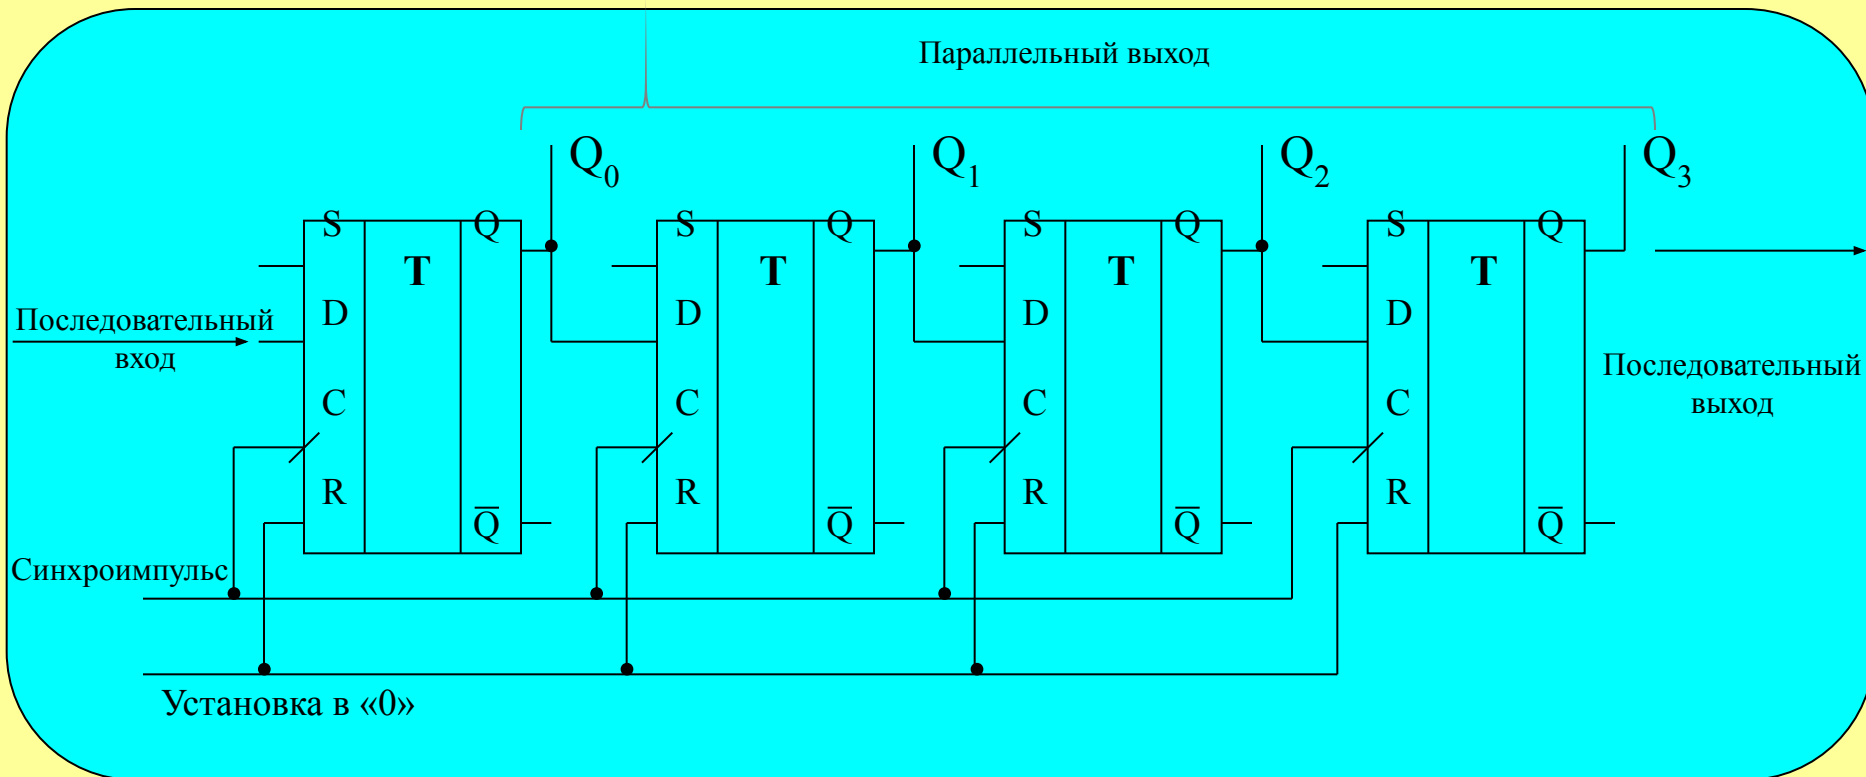 Параллельный выход
Q0 Q1 Q2 Q3
S Q S Q S Q S Q
T T T T
D D D D
Последовательный
вход
Последовательный
выход
C C C C
R R R R
Q̅ Q̅ Q̅ Q̅
Синхроимпульс
Установка в «0»